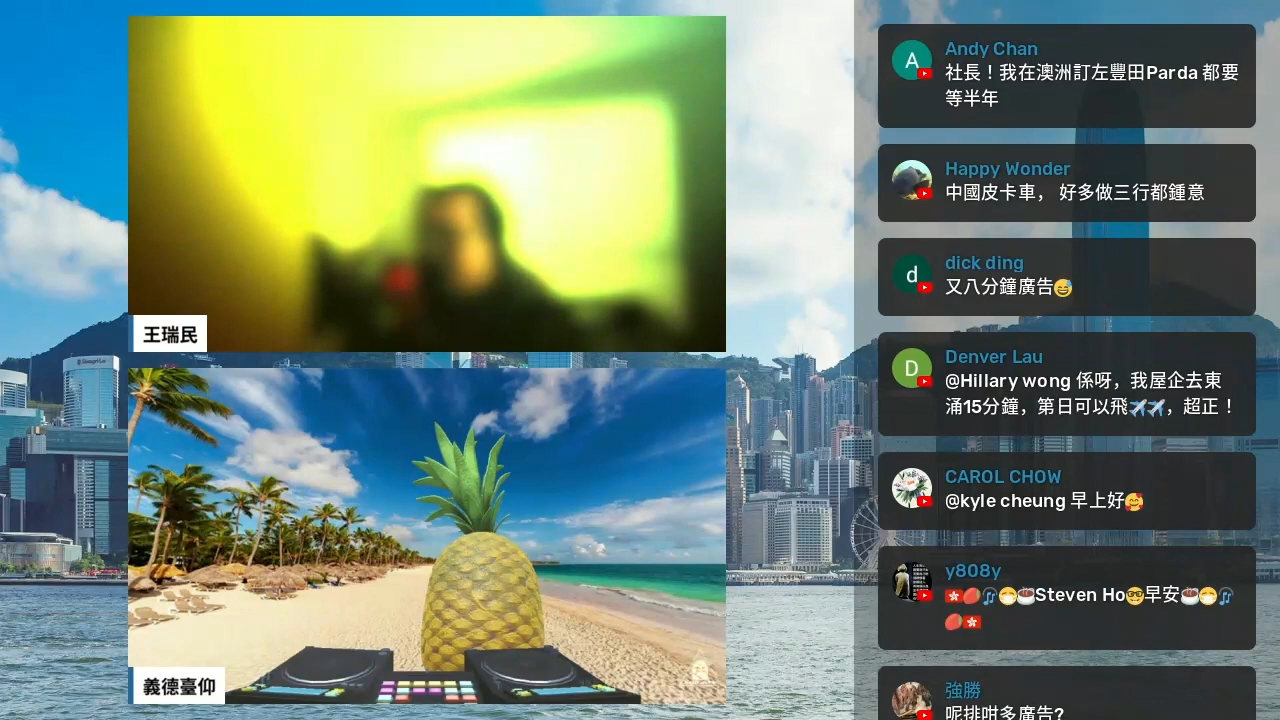 王瑞民
義德臺仰
Andy Chan
社長！我在澳洲訂左豐田Parda 都要
等半年
Happy Wonder
中國皮卡車， 好多做三行都鍾意
dick ding
又八分鐘廣告😅
Denver Lau
@Hillary wong 係呀，我屋企去東
涌15分鐘，第日可以飛✈️✈️，超正！
CAROL CHOW
@kyle cheung 早上好🥰
y808y
Steven Ho🤓早安
強勝
呢排咁多廣告?